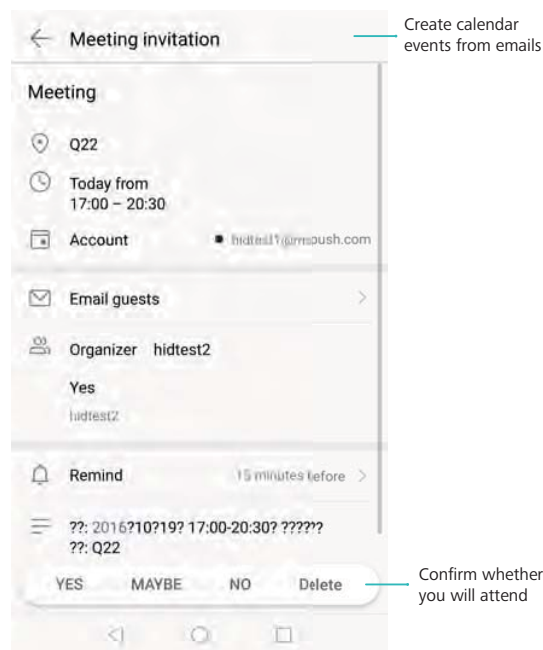 Meeting invitation
Create calendar
events from emails
Meeting
Q22
Today from
17:00 – 20:30
Account
Email guests
Organizer hidtest2
Yes
hidtest2
Remind 15 minutes before
??: 2016?10?19? 17:00-20:30? ??????
??: Q22
YES MAYBE NO Delete
Confirm whether
you will attend